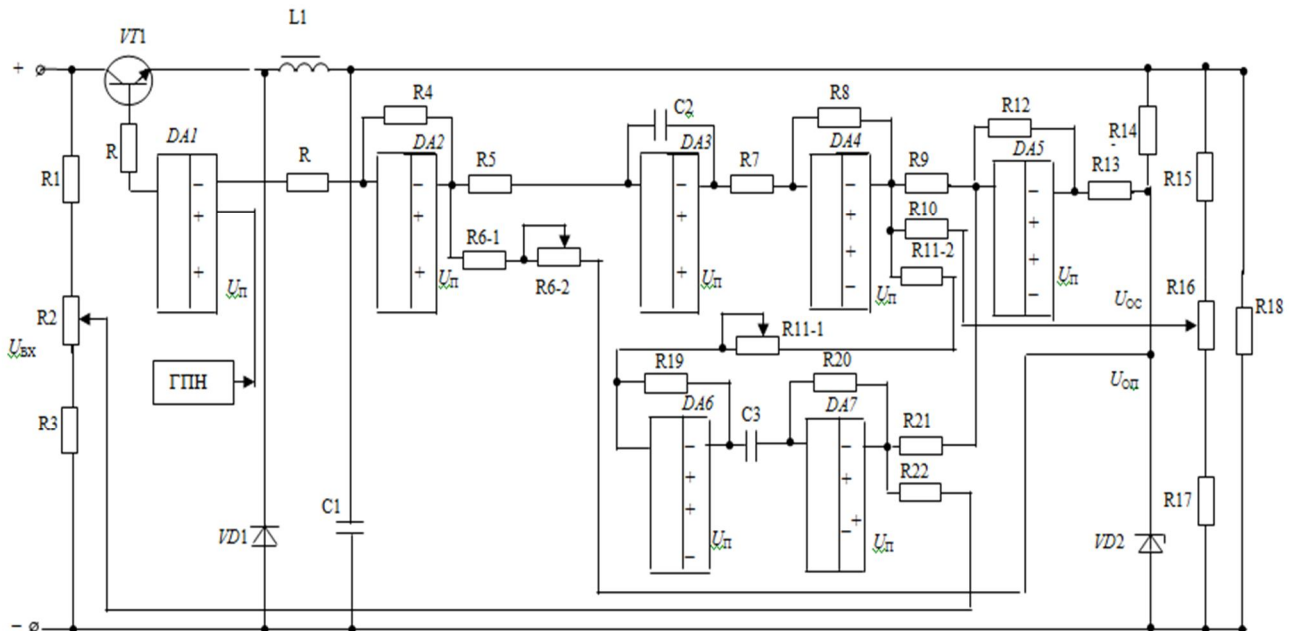 L1
VT1
+
R4
C2
R8
R12
R14
R
DA1
DA2
R5
DA3
R7
DA4
R9
DA5
R13
R1
R
−
−
−
−
−
R15
+
+
+
+
+
R10
R6-1
R11-2
+
+
+
+
+
R6-2
−
−
Uп
Uп
Uп
Uп
Uп
R16
R2
Uос
R18
Uвх
R11-1
ГПН
R19
R20
Uоп
R3
DA6
C3
DA7
R21
−
−
+
+
R22
R17
C1
+
+
VD1
−
−
Uп
Uп
VD2
−